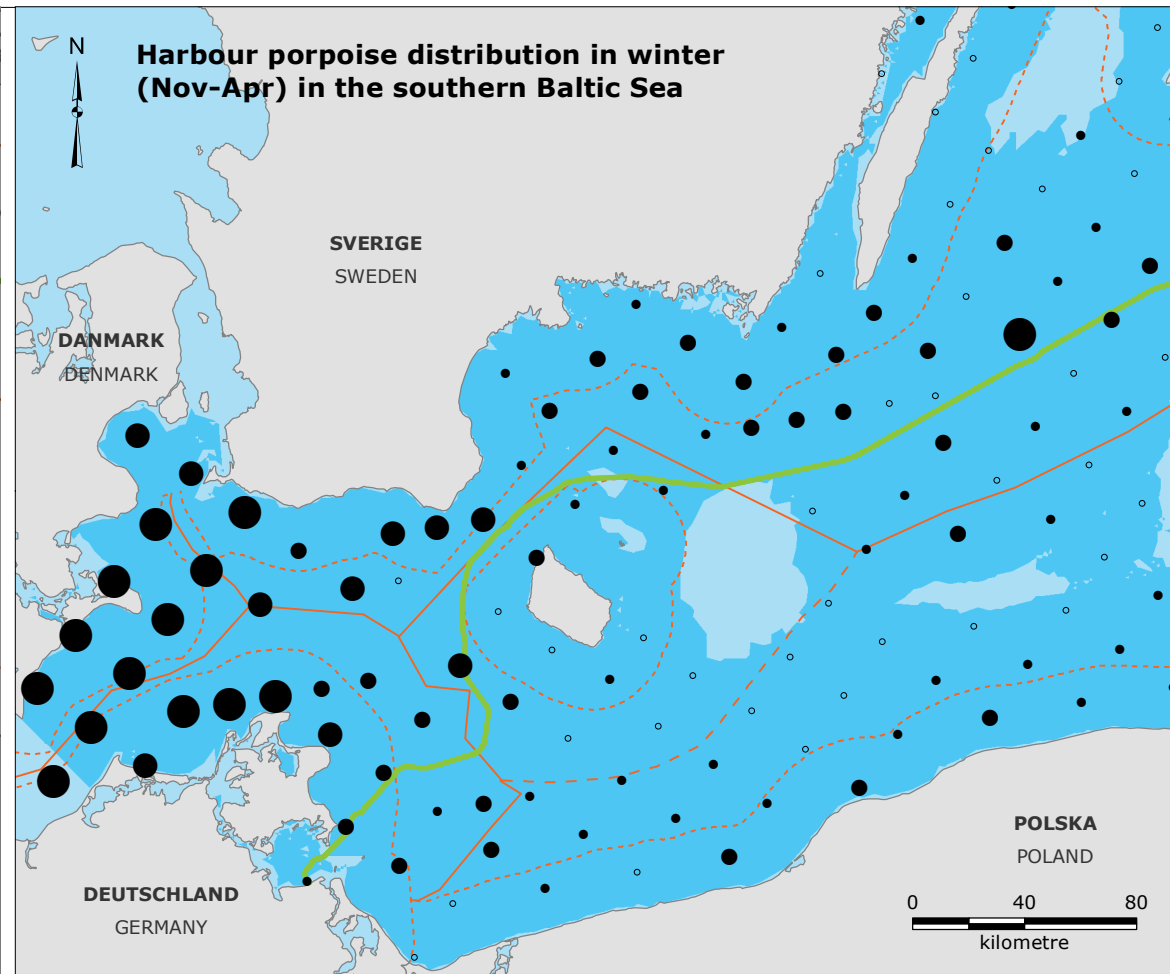 N
Harbour porpoise distribution in winter
(Nov-Apr) in the southern Baltic Sea
SVERIGE
SWEDEN
DANMARK
DENMARK
POLSKA
POLAND
DEUTSCHLAND
GERMANY
0 40 80
kilometre